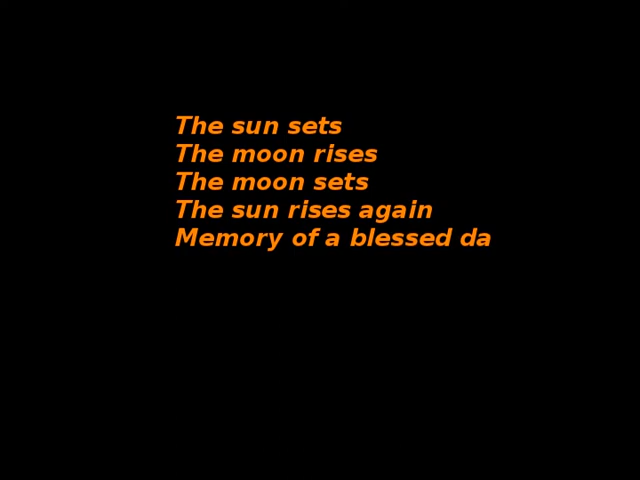 The sun sets
The moon rises
The moon sets
The sun rises again
Memory of a blessed da